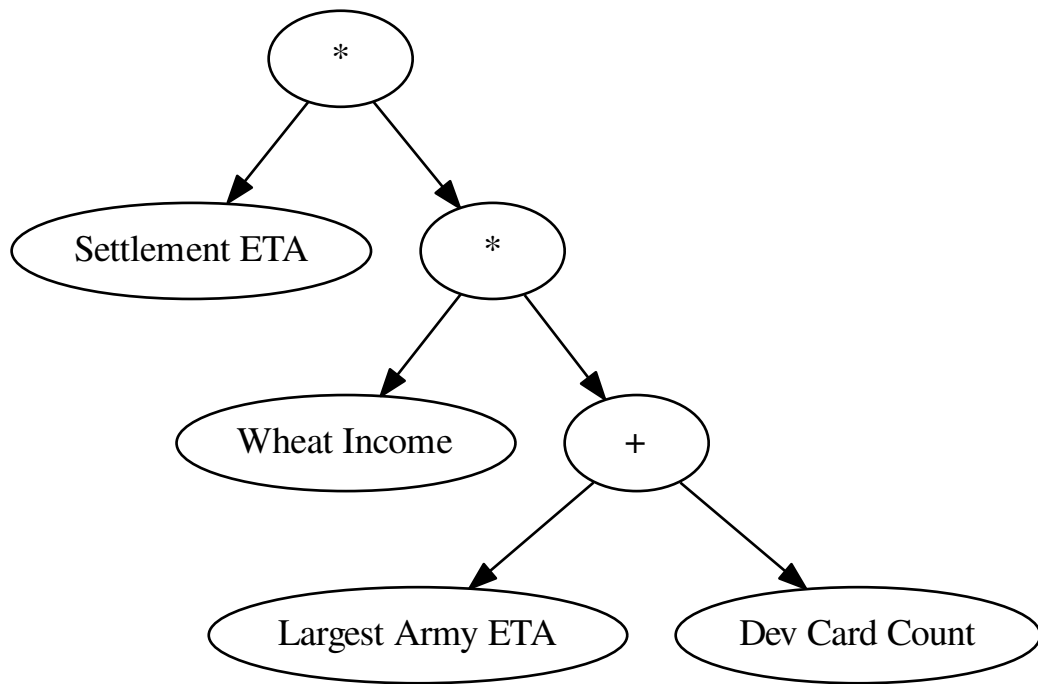 *
Settlement ETA
*
Wheat Income
+
Largest Army ETA
Dev Card Count